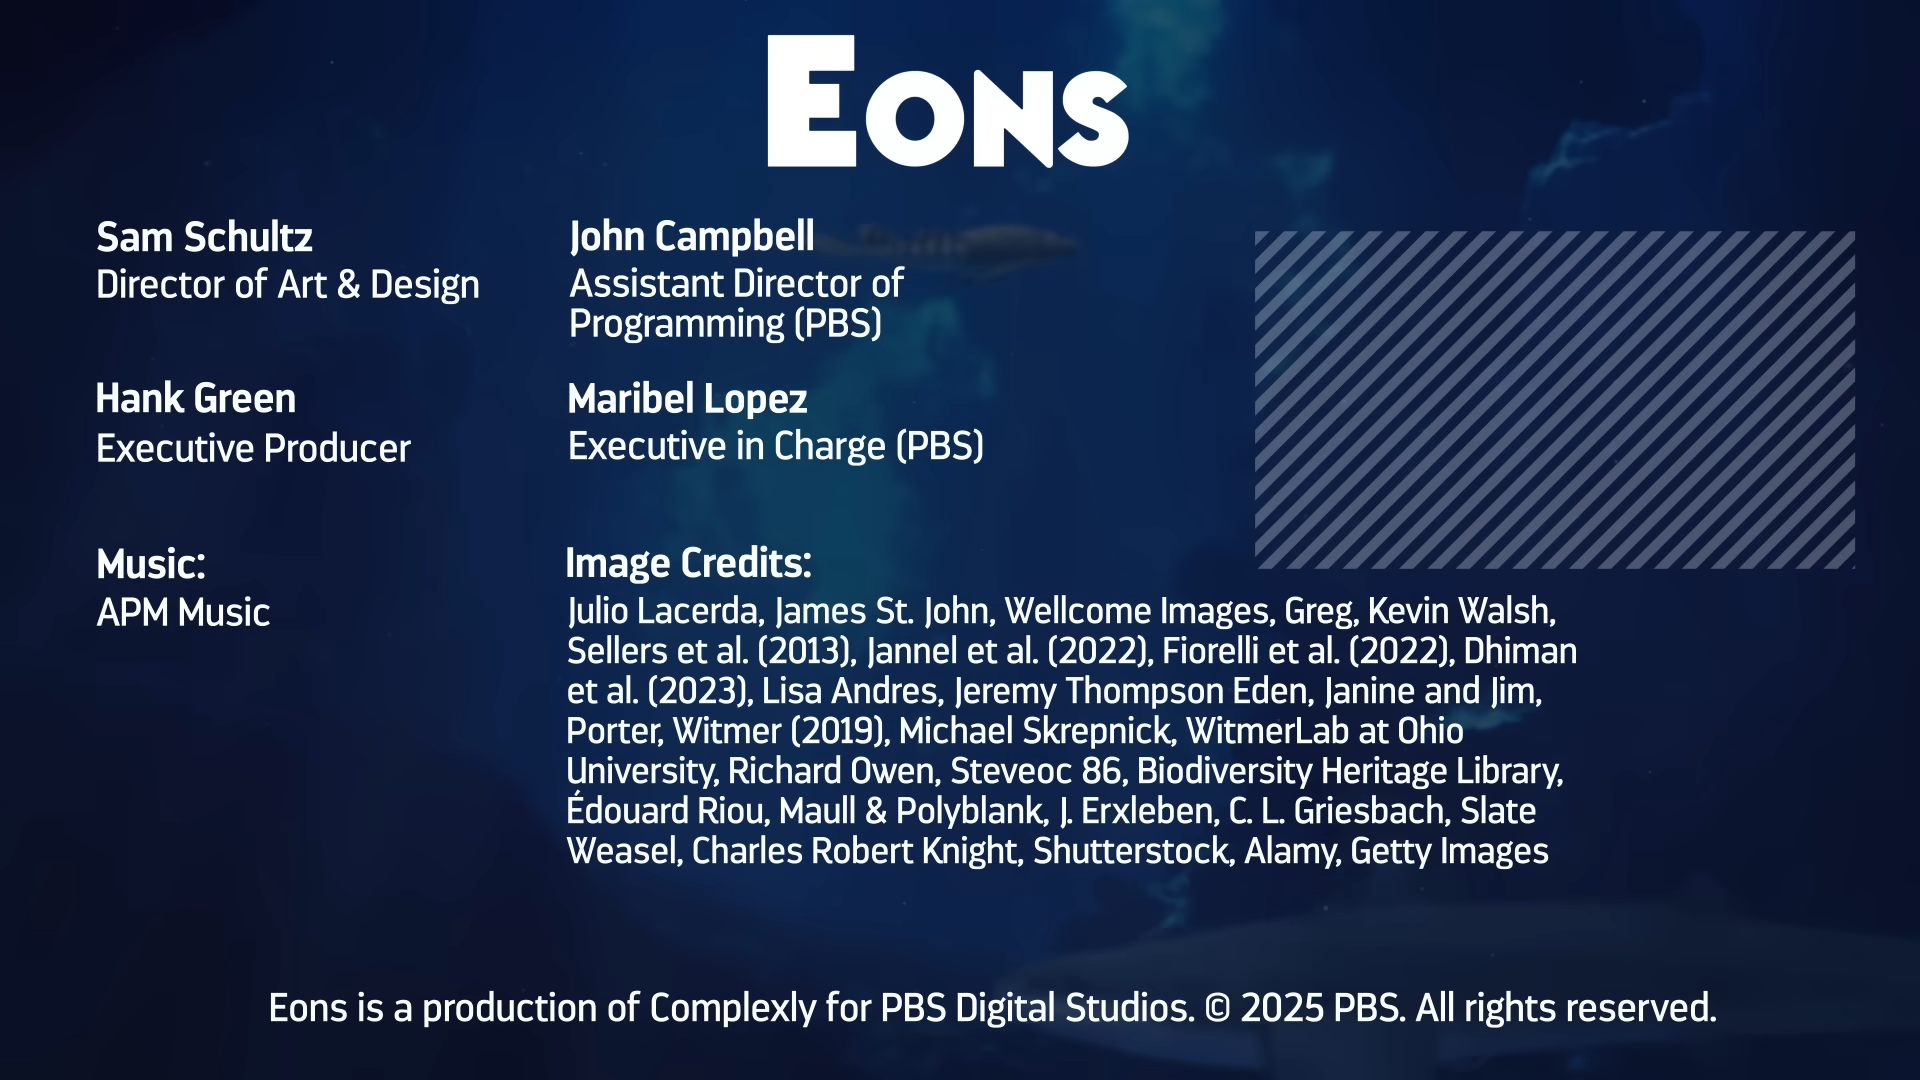 EONS
Sam Schultz
Director of Art & Design
John Campbell
Assistant Director of
Programming (PBS)
Hank Green
Executive Producer
Maribel Lopez
Executive in Charge (PBS)
Music:
APM Music
Image Credits:
Julio Lacerda, James St. John, Wellcome Images, Greg, Kevin Walsh,
Sellers et al. (2013), Jannel et al. (2022), Fiorelli et al. (2022), Dhiman
et al. (2023), Lisa Andres, Jeremy Thompson Eden, Janine and Jim,
Porter, Witmer (2019), Michael Skrepnick, WitmerLab at Ohio
University, Richard Owen, Steveoc 86, Biodiversity Heritage Library,
Édouard Riou, Maull & Polyblank, J. Erxleben, C. L. Griesbach, Slate
Weasel, Charles Robert Knight, Shutterstock, Alamy, Getty Images
Eons is a production of Complexly for PBS Digital Studios. © 2025 PBS. All rights reserved.